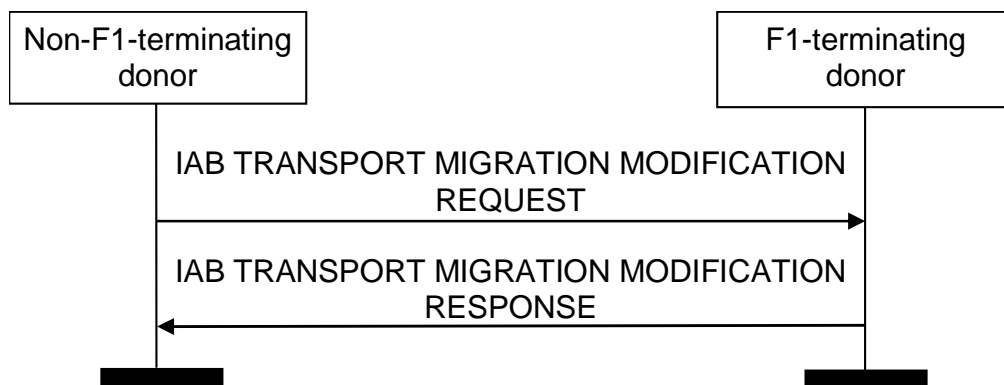 Non-F1-terminating
donor
F1-terminating
donor
IAB TRANSPORT MIGRATION MODIFICATION
REQUEST
IAB TRANSPORT MIGRATION MODIFICATION
RESPONSE